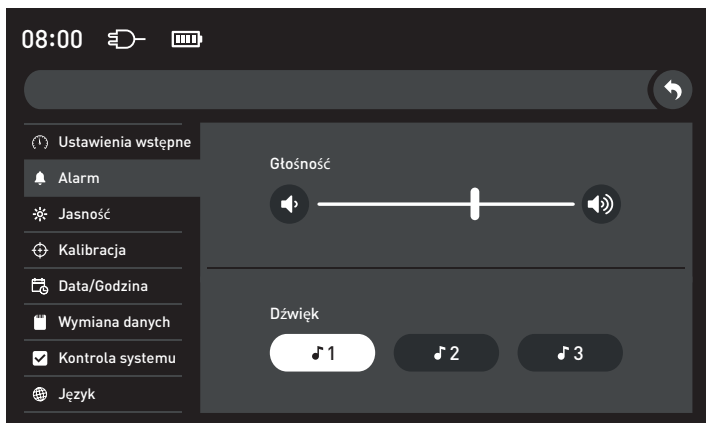 08:00
Ustawienia wstępne
Alarm
Jasność
Kalibracja
Data/Godzina
Wymiana danych
Kontrola systemu
Język
Głośność
Dźwięk
1
2
3